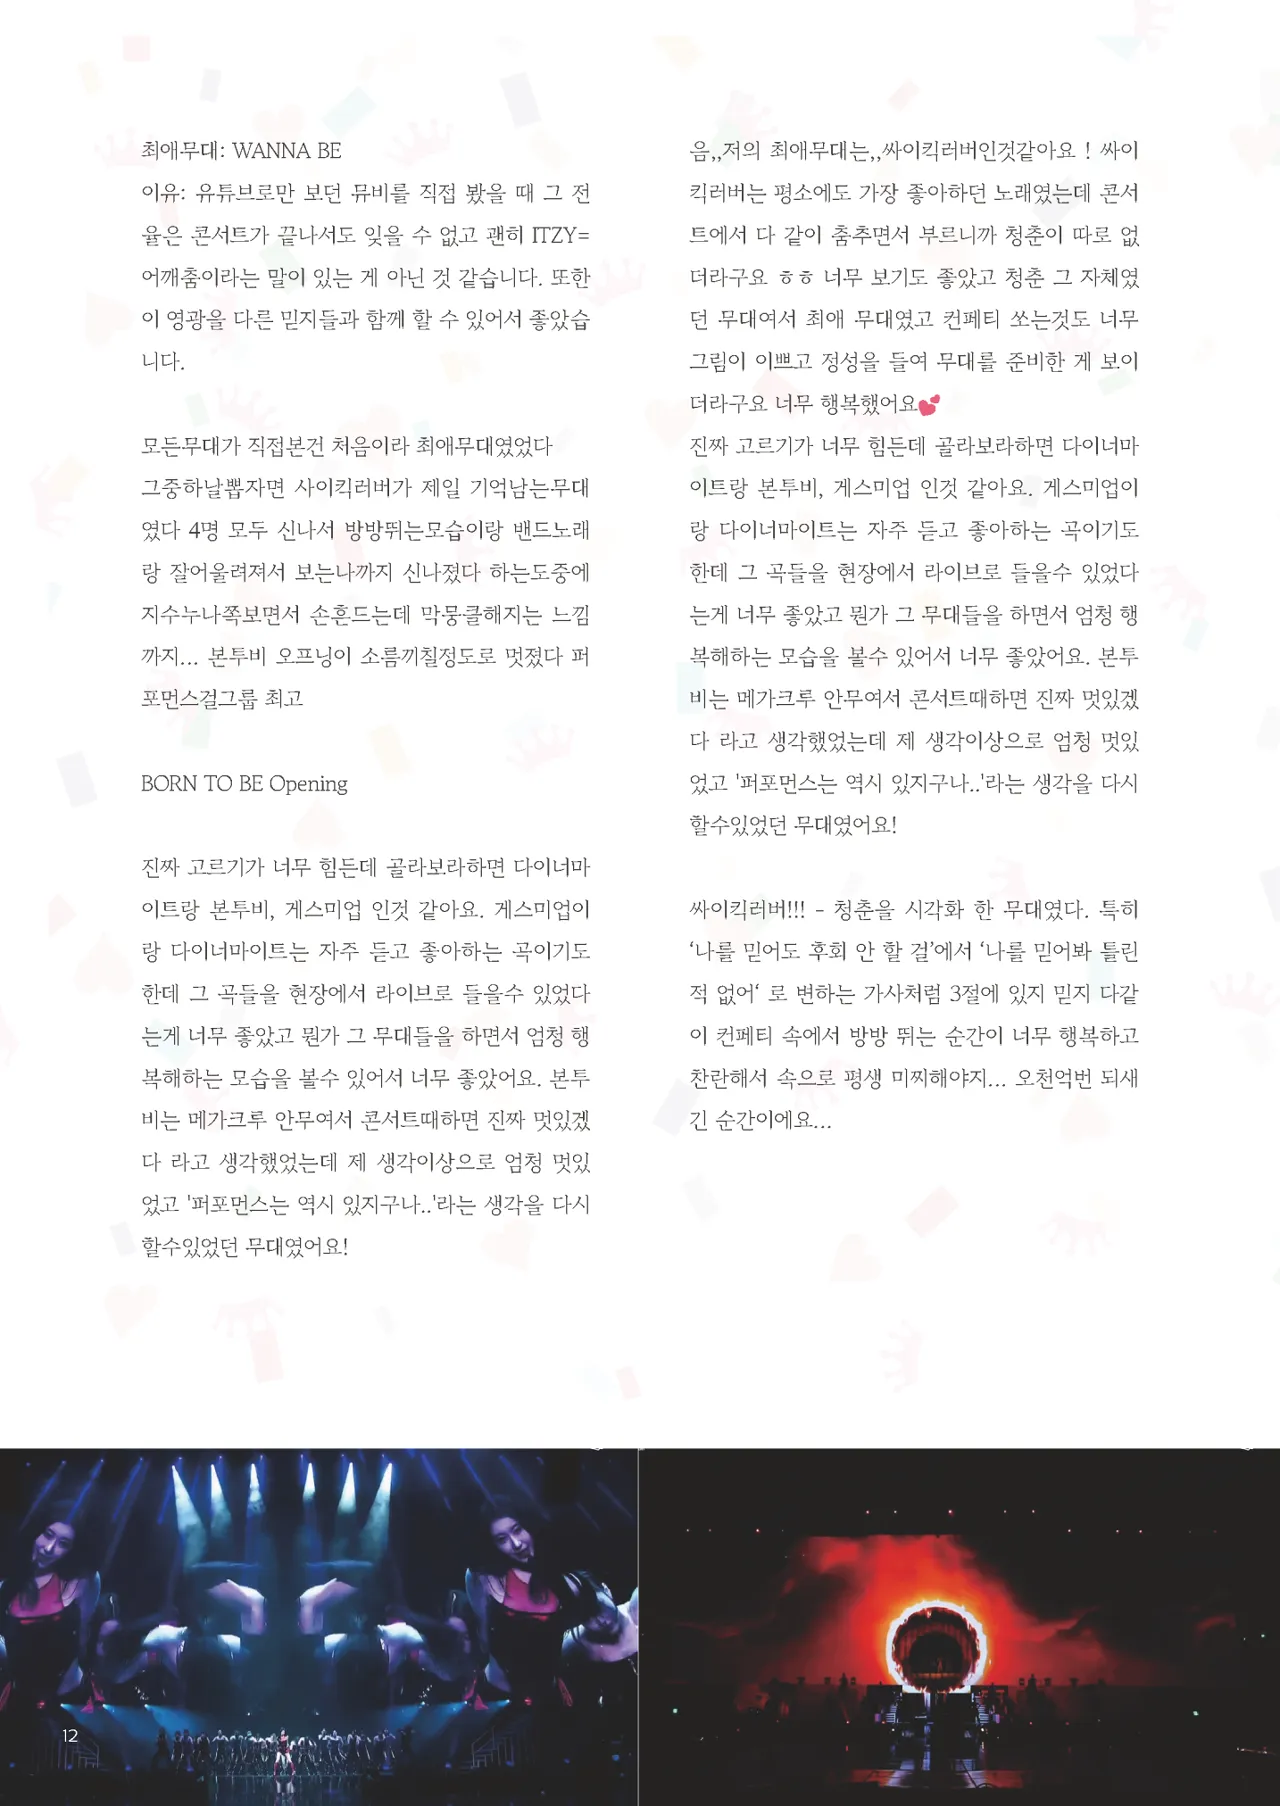 최애무대: WANNA BE
이유: 유튜브로만 보던 뮤비를 직접 봤을 때 그 전
율은 콘서트가 끝나서도 잊을 수 없고 괜히 ITZY=
어깨춤이라는 말이 있는 게 아닌 것 같습니다. 또한
이 영광을 다른 믿지들과 함께 할 수 있어서 좋았습
니다.
모든무대가 직접본건 처음이라 최애무대였었다
그중하날뽑자면 사이킥러버가 제일 기억남는무대
였다 4명 모두 신나서 방방뛰는모습이랑 밴드노래
랑 잘어울려져서 보는나까지 신나졌다 하는도중에
지수누나쪽보면서 손흔드는데 막뭉클해지는 느낌
까지... 본투비 오프닝이 소름끼칠정도로 멋졌다 퍼
포먼스걸그룹 최고
BORN TO BE Opening
진짜 고르기가 너무 힘든데 골라보라하면 다이너마
이트랑 본투비, 게스미업 인것 같아요. 게스미업이
랑 다이너마이트는 자주 듣고 좋아하는 곡이기도
한데 그 곡들을 현장에서 라이브로 들을수 있었다
는게 너무 좋았고 뭔가 그 무대들을 하면서 엄청 행
복해하는 모습을 볼수 있어서 너무 좋았어요. 본투
비는 메가크루 안무여서 콘서트때하면 진짜 멋있겠
다 라고 생각했었는데 제 생각이상으로 엄청 멋있
었고 '퍼포먼스는 역시 있지구나..'라는 생각을 다시
할수있었던 무대였어요!
음,,저의 최애무대는,,싸이킥러버인것같아요 ! 싸이
킥러버는 평소에도 가장 좋아하던 노래였는데 콘서
트에서 다 같이 춤추면서 부르니까 청춘이 따로 없
더라구요 ㅎㅎ 너무 보기도 좋았고 청춘 그 자체였
던 무대여서 최애 무대였고 컨페티 쏘는것도 너무
그림이 이쁘고 정성을 들여 무대를 준비한 게 보이
더라구요 너무 행복했어요💕
진짜 고르기가 너무 힘든데 골라보라하면 다이너마
이트랑 본투비, 게스미업 인것 같아요. 게스미업이
랑 다이너마이트는 자주 듣고 좋아하는 곡이기도
한데 그 곡들을 현장에서 라이브로 들을수 있었다
는게 너무 좋았고 뭔가 그 무대들을 하면서 엄청 행
복해하는 모습을 볼수 있어서 너무 좋았어요. 본투
비는 메가크루 안무여서 콘서트때하면 진짜 멋있겠
다 라고 생각했었는데 제 생각이상으로 엄청 멋있
었고 '퍼포먼스는 역시 있지구나..'라는 생각을 다시
할수있었던 무대였어요!
싸이킥러버!!! - 청춘을 시각화 한 무대였다. 특히
‘나를 믿어도 후회 안 할 걸’에서 ‘나를 믿어봐 틀린
적 없어‘ 로 변하는 가사처럼 3절에 있지 믿지 다같
이 컨페티 속에서 방방 뛰는 순간이 너무 행복하고
찬란해서 속으로 평생 미찌해야지... 오천억번 되새
긴 순간이에요...
12